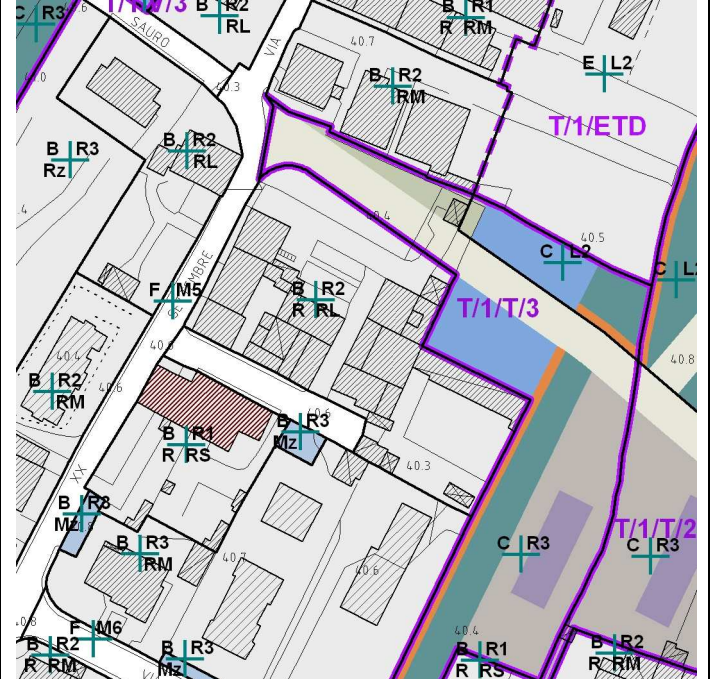 C R3
T/1W/3
B R2
RL
B R1
R RM
SAURO
VIA
40.7
E L2
40.3
B R2
RM
T/1/ETD
B R2
RL
B R3
Rz
40.4
40.5
C L2
F M5
B R2
R RL
T/1/T/3
40.8
40.4
40.6
B R2
RM
40.6
B R3
Mz
B R1
R RS
40.3
XX
B R3
Mz
T/1/T/2
B R3
RM
40.7
40.6
C R3
C R3
F M6
40.4
B R2
R RM
B R3
Mz
B R1
R RS
B R2
R RM